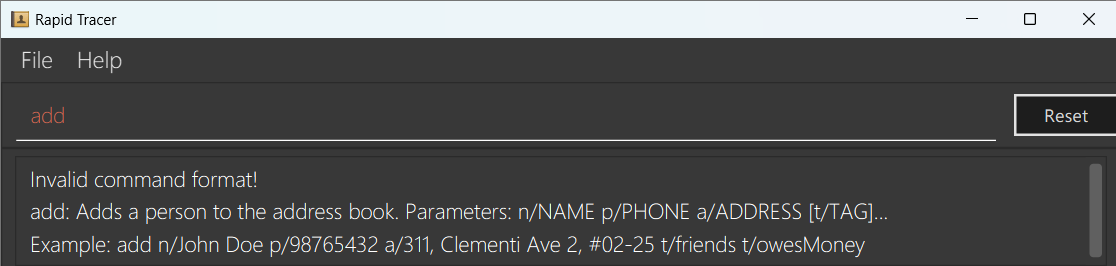 Rapid Tracer
File Help
add
Reset
Invalid command format!
add: Adds a person to the address book. Parameters: n/NAME p/PHONE a/ADDRESS [t/TAG]...
Example: add n/John Doe p/98765432 a/311, Clementi Ave 2, #02-25 t/friends t/owesMoney